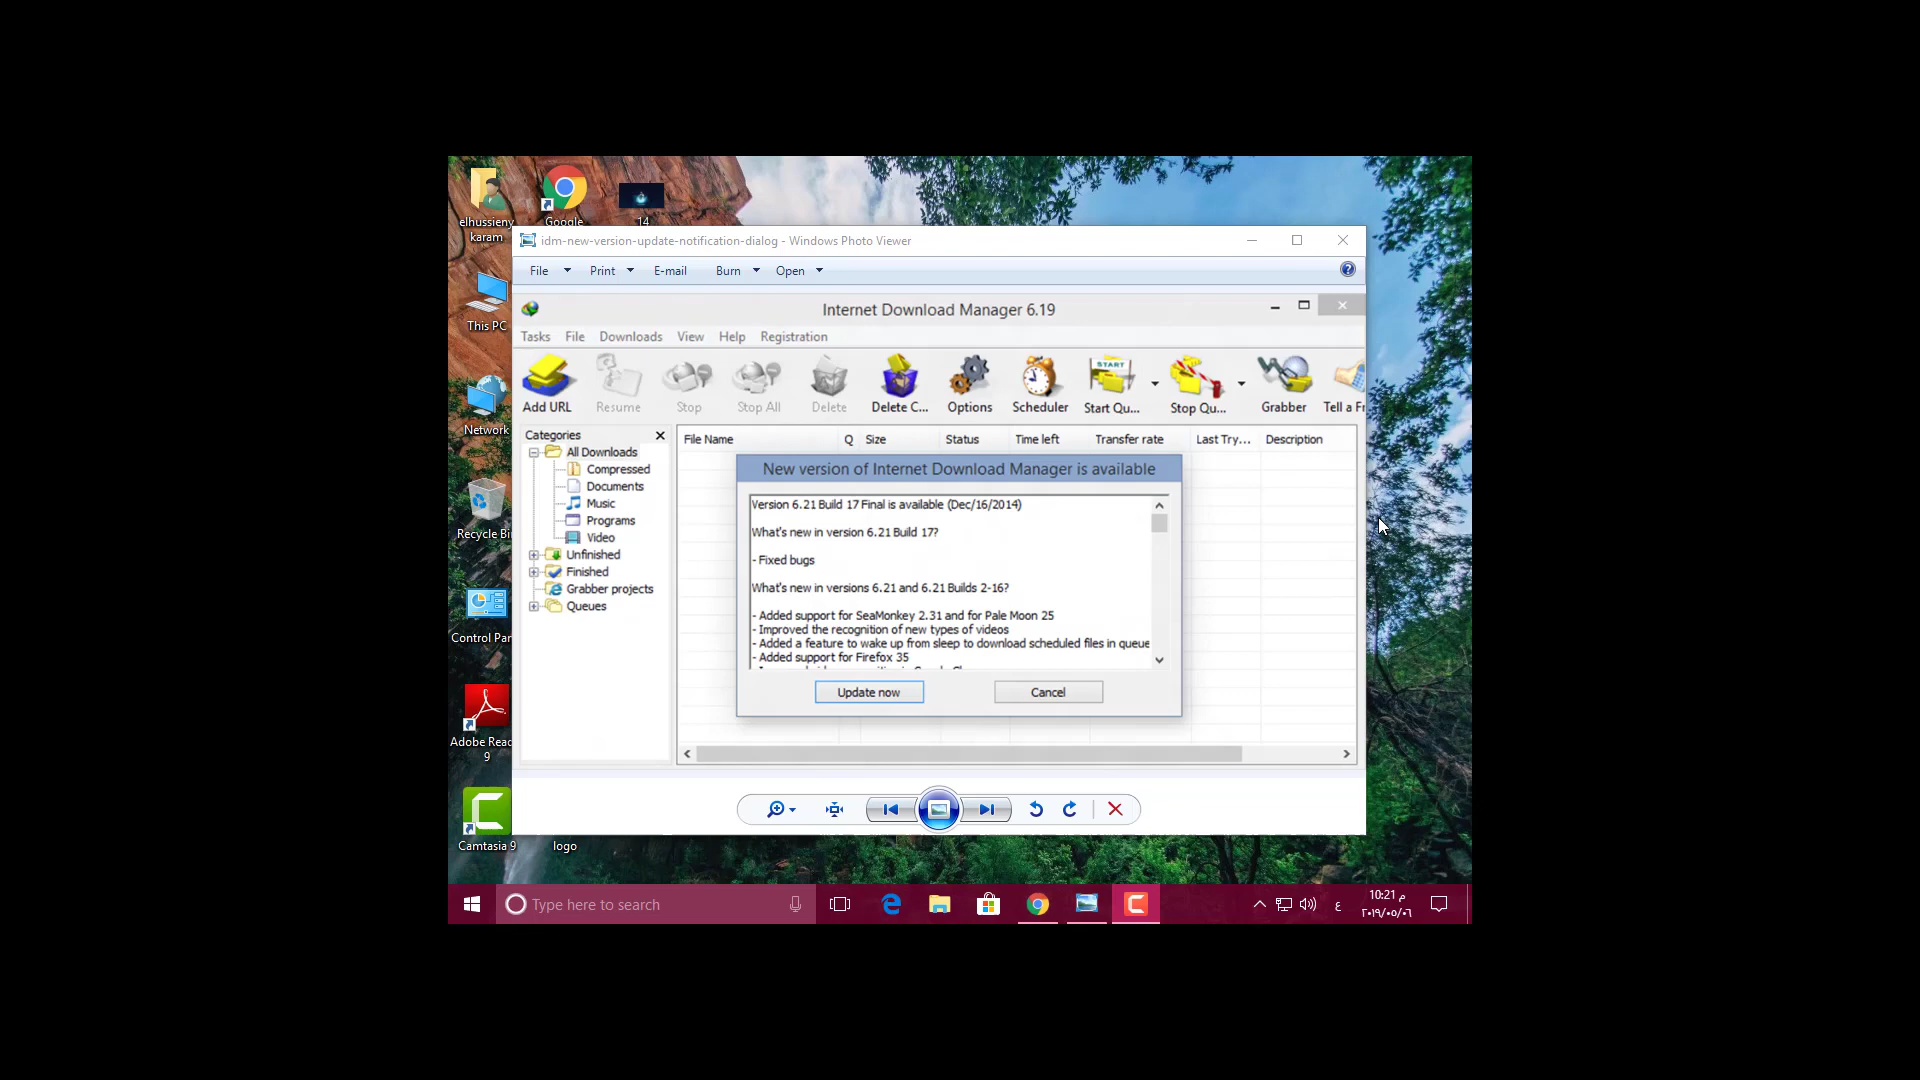 elhussieny
karam
Google
14
This PC
Network
Recycle Bi
Control Par
Adobe Reac
9
Camtasia 9
logo
idm-new-version-update-notification-dialog - Windows Photo Viewer
File
Print
E-mail
Burn
Open
Internet Download Manager 6.19
Tasks File Downloads View Help Registration
START
Add URL Resume Stop Stop All Delete Delete C... Options Scheduler Start Qu... Stop Qu... Grabber Tell a Fr
Categories
All Downloads
Compressed
Documents
Music
Programs
Video
Unfinished
Finished
Grabber projects
Queues
File Name Q Size Status Time left Transfer rate Last Try... Description
New version of Internet Download Manager is available
Version 6.21 Build 17 Final is available (Dec/16/2014)
What's new in version 6.21 Build 17?
- Fixed bugs
What's new in versions 6.21 and 6.21 Builds 2-16?
- Added support for SeaMonkey 2.31 and for Pale Moon 25
- Improved the recognition of new types of videos
- Added a feature to wake up from sleep to download scheduled files in queue
- Added support for Firefox 35
Update now
Cancel
Type here to search
ع
10:21 م
٢٠١٩/٠٥/٠٦